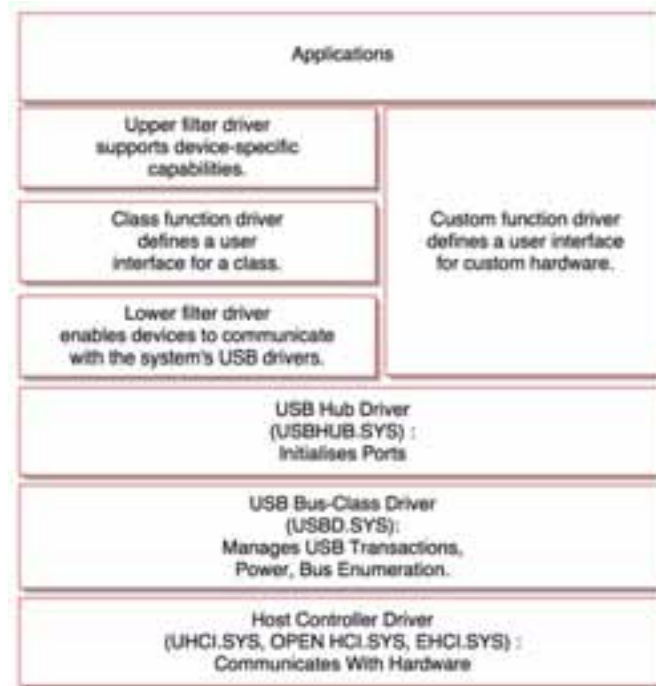 Applications
Upper filter driver
supports device-specific
capabilities.
Class function driver
defines a user
interface for a class.
Lower filter driver
enables devices to communicate
with the system's USB drivers.
Custom function driver
defines a user interface
for custom hardware.
USB Hub Driver
(USBHUB.SYS) :
Initialises Ports
USB Bus-Class Driver
(USBD.SYS):
Manages USB Transactions,
Power, Bus Enumeration.
Host Controller Driver
(UHCI.SYS, OPEN HCI.SYS, EHCI.SYS) :
Communicates With Hardware